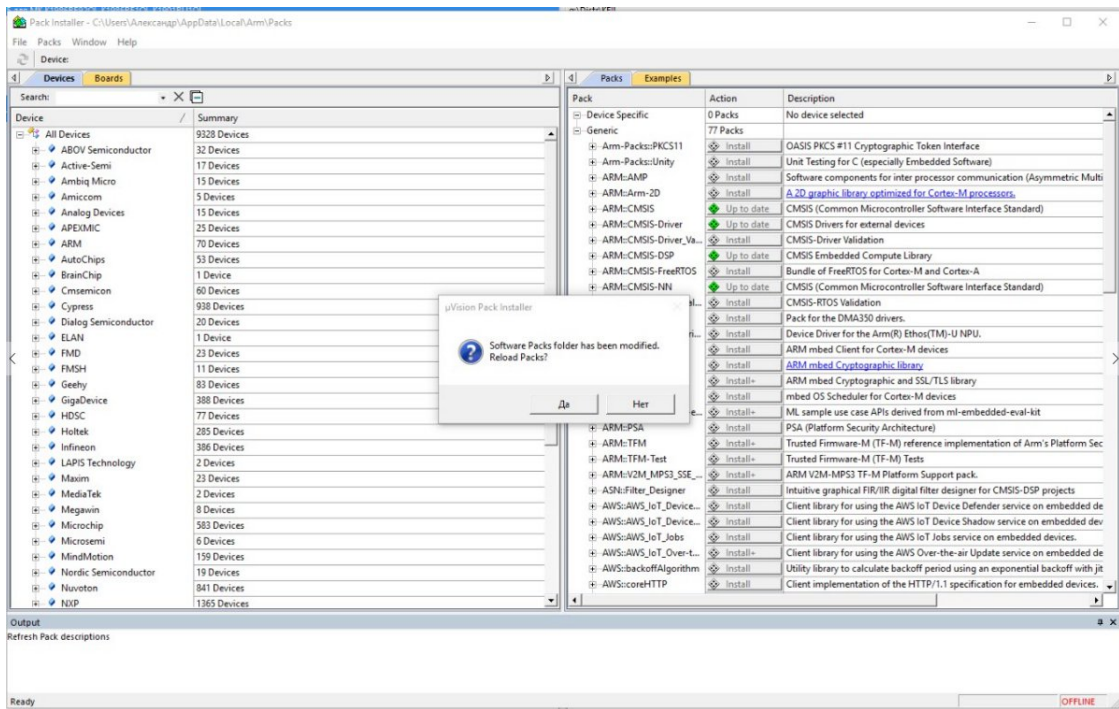 Pack Installer - C:\Users\Александр\AppData\Local\Arm\Packs
File Packs Window Help
Device:
Devices Boards
Search:
Device / Summary
All Devices 9328 Devices
ABOV Semiconductor 32 Devices
Active-Semi 17 Devices
Ambiq Micro 15 Devices
Amiccom 5 Devices
Analog Devices 15 Devices
APEXMIC 25 Devices
ARM 70 Devices
AutoChips 53 Devices
BrainChip 1 Device
Cmsemicon 60 Devices
Cypress 938 Devices
Dialog Semiconductor 20 Devices
ELAN 1 Device
FMD 23 Devices
FMSH 11 Devices
Geehy 83 Devices
GigaDevice 388 Devices
HDSC 77 Devices
Holtek 285 Devices
Infineon 386 Devices
LAPIS Technology 2 Devices
Maxim 23 Devices
MediaTek 2 Devices
Megawin 8 Devices
Microchip 583 Devices
Microsemi 6 Devices
MindMotion 159 Devices
Nordic Semiconductor 19 Devices
Nuvoton 841 Devices
NXP 1365 Devices
Packs Examples
Pack Action Description
Device Specific 0 Packs No device selected
Generic 77 Packs
Arm-Packs::PKCS11 Install OASIS PKCS #11 Cryptographic Token Interface
Arm-Packs::Unity Install Unit Testing for C (especially Embedded Software)
ARM::AMP Install Software components for inter processor communication (Asymmetric Multi
ARM::Arm-2D Install A 2D graphic library optimized for Cortex-M processors.
ARM::CMSIS Up to date CMSIS (Common Microcontroller Software Interface Standard)
ARM::CMSIS-Driver Up to date CMSIS Drivers for external devices
ARM::CMSIS-Driver_Va... Install CMSIS-Driver Validation
ARM::CMSIS-DSP Up to date CMSIS Embedded Compute Library
ARM::CMSIS-FreeRTOS Install Bundle of FreeRTOS for Cortex-M and Cortex-A
ARM::CMSIS-NN Up to date CMSIS (Common Microcontroller Software Interface Standard)
Install CMSIS-RTOS Validation
Install Pack for the DMA350 drivers.
Install Device Driver for the Arm(R) Ethos(TM)-U NPU.
Install ARM mbed Client for Cortex-M devices
Install ARM mbed Cryptographic library
Install+ ARM mbed Cryptographic and SSL/TLS library
Install mbed OS Scheduler for Cortex-M devices
Install+ ML sample use case APIs derived from ml-embedded-eval-kit
ARM::PSA Install PSA (Platform Security Architecture)
ARM::TFM Install+ Trusted Firmware-M (TF-M) reference implementation of Arm's Platform Sec
ARM::TFM-Test Install+ Trusted Firmware-M (TF-M) Tests
ARM::V2M_MPS3_SSE_... Install+ ARM V2M-MPS3 TF-M Platform Support pack.
ASN::Filter_Designer Install Intuitive graphical FIR/IIR digital filter designer for CMSIS-DSP projects
AWS::AWS_IoT_Device... Install+ Client library for using the AWS IoT Device Defender service on embedded de
AWS::AWS_IoT_Device... Install Client library for using the AWS IoT Device Shadow service on embedded dev
AWS::AWS_IoT_Jobs Install Client library for using the AWS IoT Jobs service on embedded devices.
AWS::AWS_IoT_Over-t... Install+ Client library for using the AWS Over-the-air Update service on embedded de
AWS::backoffAlgorithm Install Utility library to calculate backoff period using an exponential backoff with jit
AWS::coreHTTP Install Client implementation of the HTTP/1.1 specification for embedded devices.
µVision Pack Installer
Software Packs folder has been modified.
Reload Packs?
Да Нет
Output
Refresh Pack descriptions
Ready OFFLINE